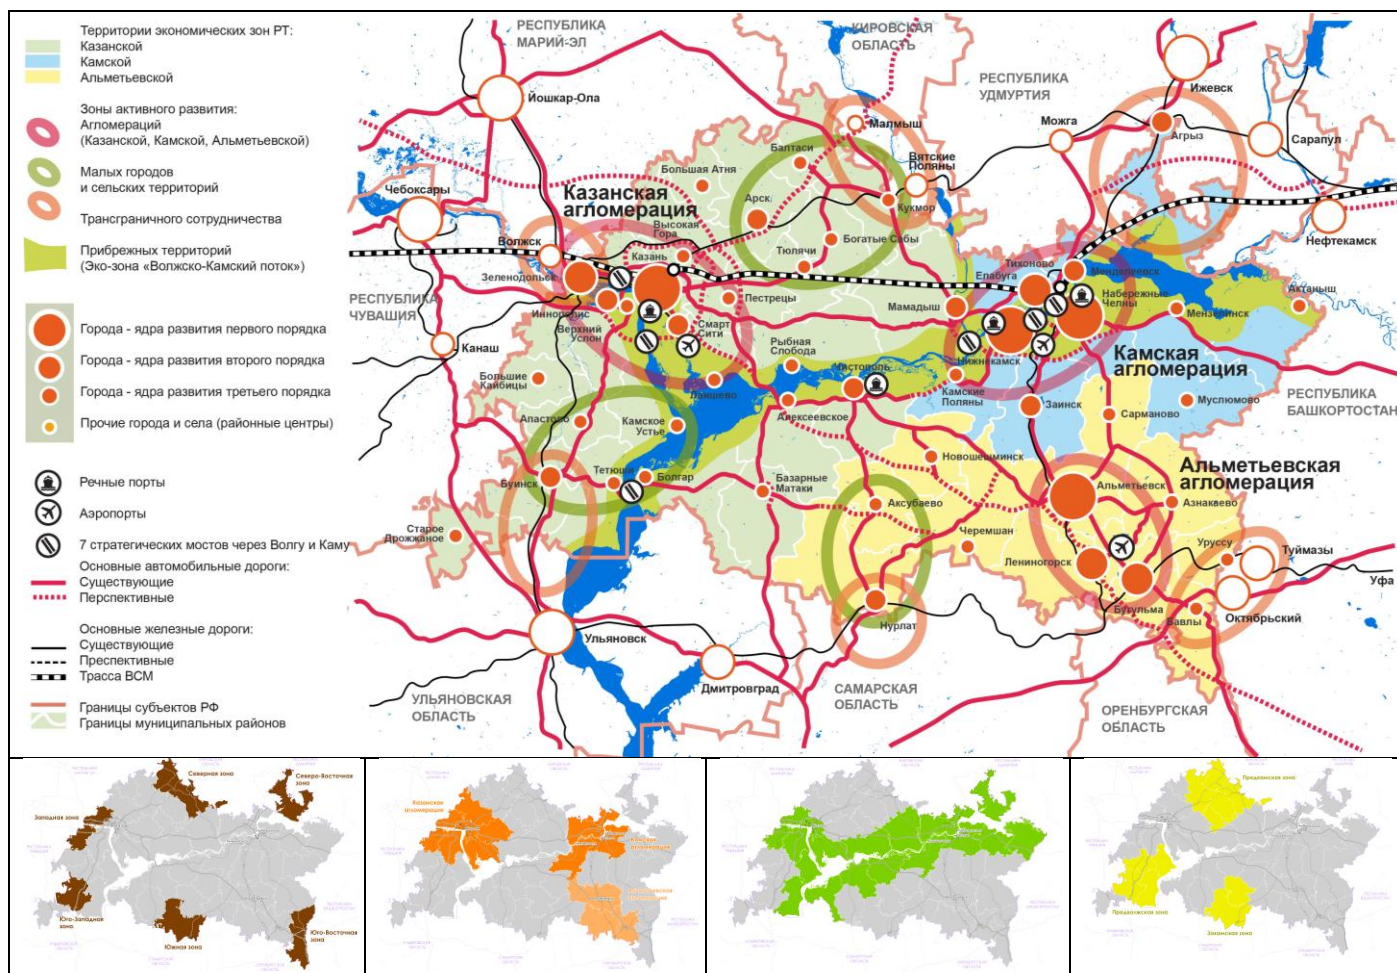 Территории экономических зон РТ:
Казанской
Камской
Альметьевской
Зоны активного развития:
Агломераций
(Казанской, Камской, Альметьевской)
Малых городов
и сельских территорий
Трансграничного сотрудничества
Прибрежных территорий
(Эко-зона «Волжско-Камский поток»)
Города - ядра развития первого порядка
Города - ядра развития второго порядка
Города - ядра развития третьего порядка
Прочие города и села (районные центры)
Речные порты
Аэропорты
7 стратегических мостов через Волгу и Каму
Основные автомобильные дороги:
Существующие
Перспективные
Основные железные дороги:
Существующие
Преспективные
Трасса ВСМ
Границы субъектов РФ
Границы муниципальных районов
РЕСПУБЛИКА
МАРИЙ-ЭЛ
КИРОВСКАЯ
ОБЛАСТЬ
РЕСПУБЛИКА
УДМУРТИЯ
Ижевск
Йошкар-Ола
Малмыш
Можга
Агрыз
Сарапул
Балтаси
Вятские
Поляны
Большая Атня
Чебоксары
Казанская
агломерация
Арск
Кукмор
Высокая
Гора
Богатые Сабы
Нефтекамск
Волжск
Казань
Тюлячи
Тихоново
Менделеевск
Зеленодольск
Елабуга
Актаныш
РЕСПУБЛИКА
ЧУВАШИЯ
Иннополис
Пестрецы
Мамадыш
Набережные
Челны
Мензелинск
Верхний
Услон
Смарт
Сити
Канаш
Рыбная
Слобода
Нижнекамск
Камская
агломерация
Чистополь
Большие
Кайбицы
Лаишево
Камские
Поляны
РЕСПУБЛИКА
БАШКОРТОСТАН
Муслюмово
Апастово
Камское
Устье
Алексеевское
Заинск
Сарманово
Новошешминск
Альметьевская
агломерация
Тетюши
Болгар
Буинск
Базарные
Матаки
Альметьевск
Аксубаево
Азнакаево
Старое
Дрожжаное
Черемшан
Уруссу
Туймазы
Лениногорск
Уфа
Бугульма
Бавлы
Октябрьский
Ульяновск
Нурлат
Дмитровград
УЛЬЯНОВСКАЯ
ОБЛАСТЬ
САМАРСКАЯ
ОБЛАСТЬ
ОРЕНБУРГСКАЯ
ОБЛАСТЬ
Северная зона
Северо-Восточная
зона
Западная зона
Юго-Западная
зона
Южная зона
Юго-Восточная
зона
Казанская
агломерация
Камская
агломерация
Предкамская зона
Предволжская зона
Закамская зона